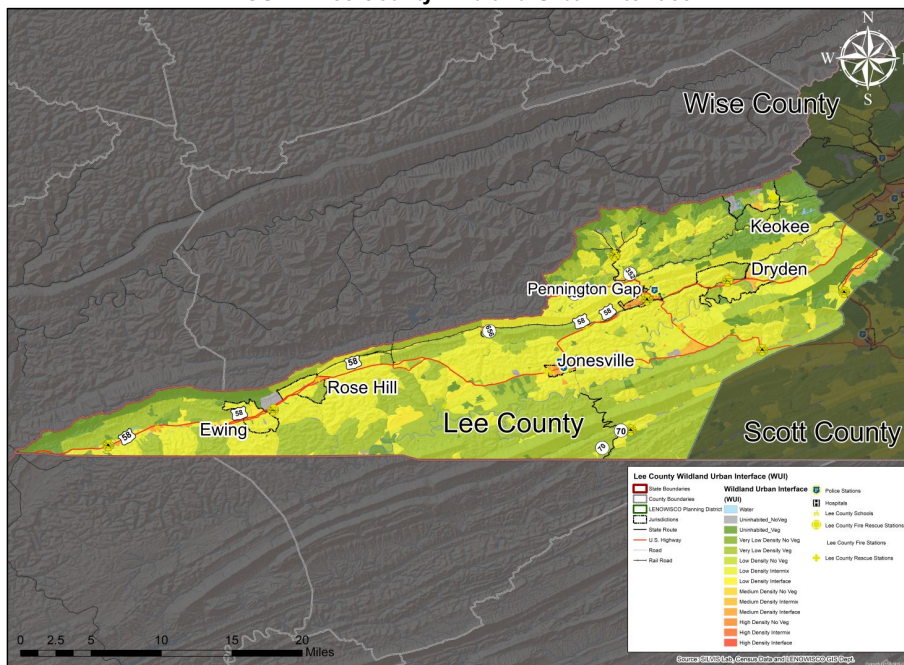 N
W
S
Wise County
Keokee
Dryden
352
Pennington Gap
58
58
656
58
Jonesville
Rose Hill
58
Ewing
58
Lee County
70
70
Scott County
Lee County Wildland Urban Interface (WUI)
State Boundaries
County Boundaries
LENOWISCO Planning District
Jurisdictions
State Route
U.S. Highway
Road
Rail Road
Wildland Urban Interface
(WUI)
Water
Uninhabited_NoVeg
Uninhabited_Veg
Very Low Density No Veg
Very Low Density Veg
Low Density No Veg
Low Density Intermix
Low Density Interface
Medium Density No Veg
Medium Density Intermix
Medium Density Interface
High Density No Veg
High Density Intermix
High Density Interface
Police Stations
H Hospitals
Lee County Schools
Lee County Fire Rescue Stations
Lee County Fire Stations
Lee County Rescue Stations
0 2.5 5 10 15 20
Miles
Source: SILVIS Lab, Census Data and LENOWISCO GIS Dept.